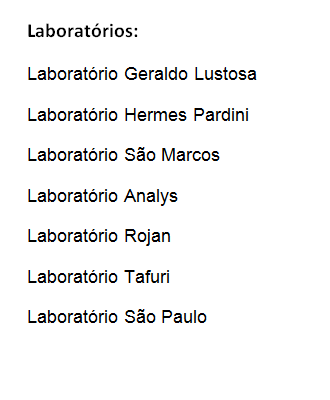 Laboratórios:
Laboratório Geraldo Lustosa
Laboratório Hermes Pardini
Laboratório São Marcos
Laboratório Analys
Laboratório Rojan
Laboratório Tafuri
Laboratório São Paulo